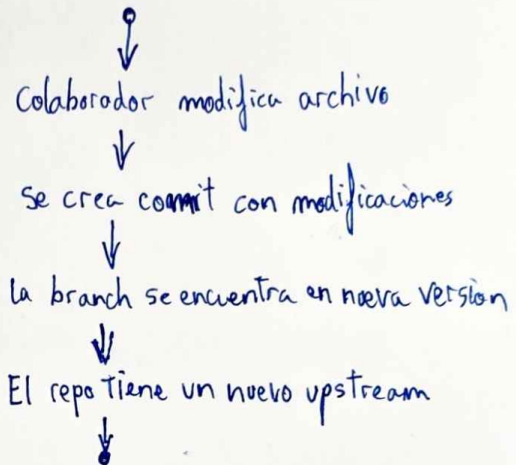 Colaborador modifica archivo
Se crea commit con modificaciones
La branch se encuentra en nueva version
El repo tiene un nuevo upstream